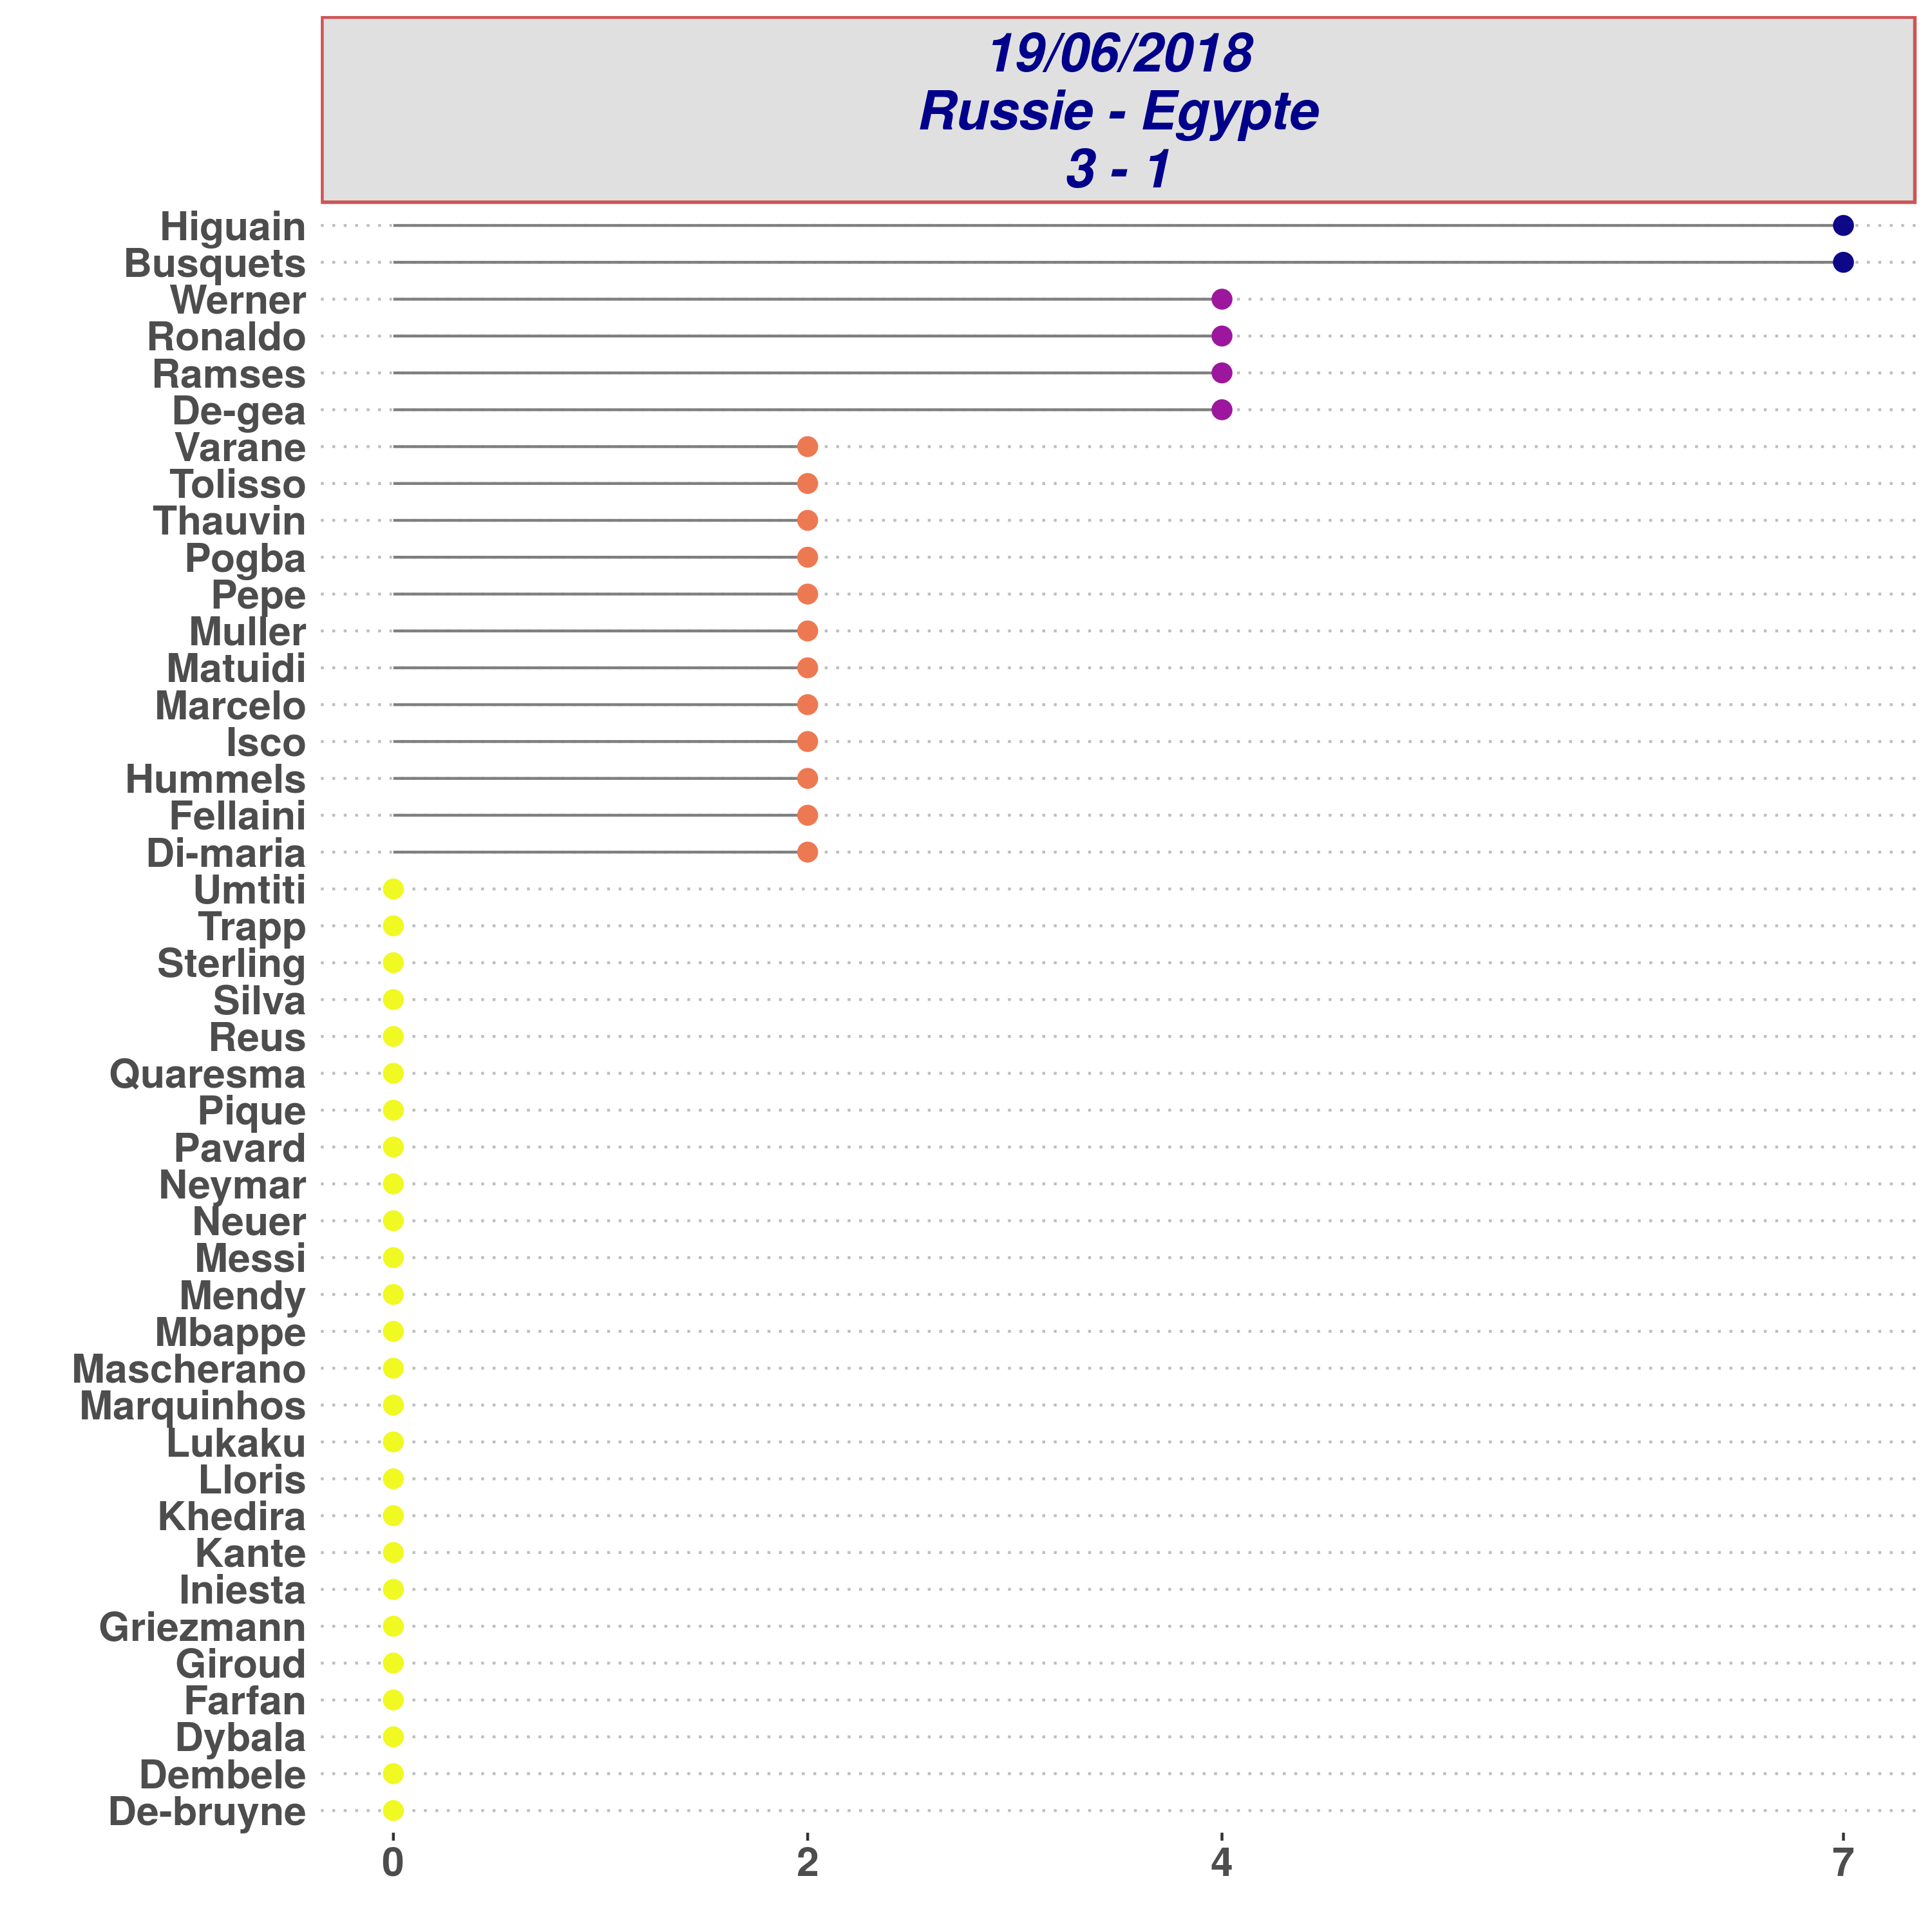 19/06/2018
Russie - Egypte
3 - 1
Higuain
Busquets
Werner
Ronaldo
Ramses
De-gea
Varane
Tolisso
Thauvin
Pogba
Pepe
Muller
Matuidi
Marcelo
Isco
Hummels
Fellaini
Di-maria
Umtiti
Trapp
Sterling
Silva
Reus
Quaresma
Pique
Pavard
Neymar
Neuer
Messi
Mendy
Mbappe
Mascherano
Marquinhos
Lukaku
Lloris
Khedira
Kante
Iniesta
Griezmann
Giroud
Farfan
Dybala
Dembele
De-bruyne
0 2 4 7